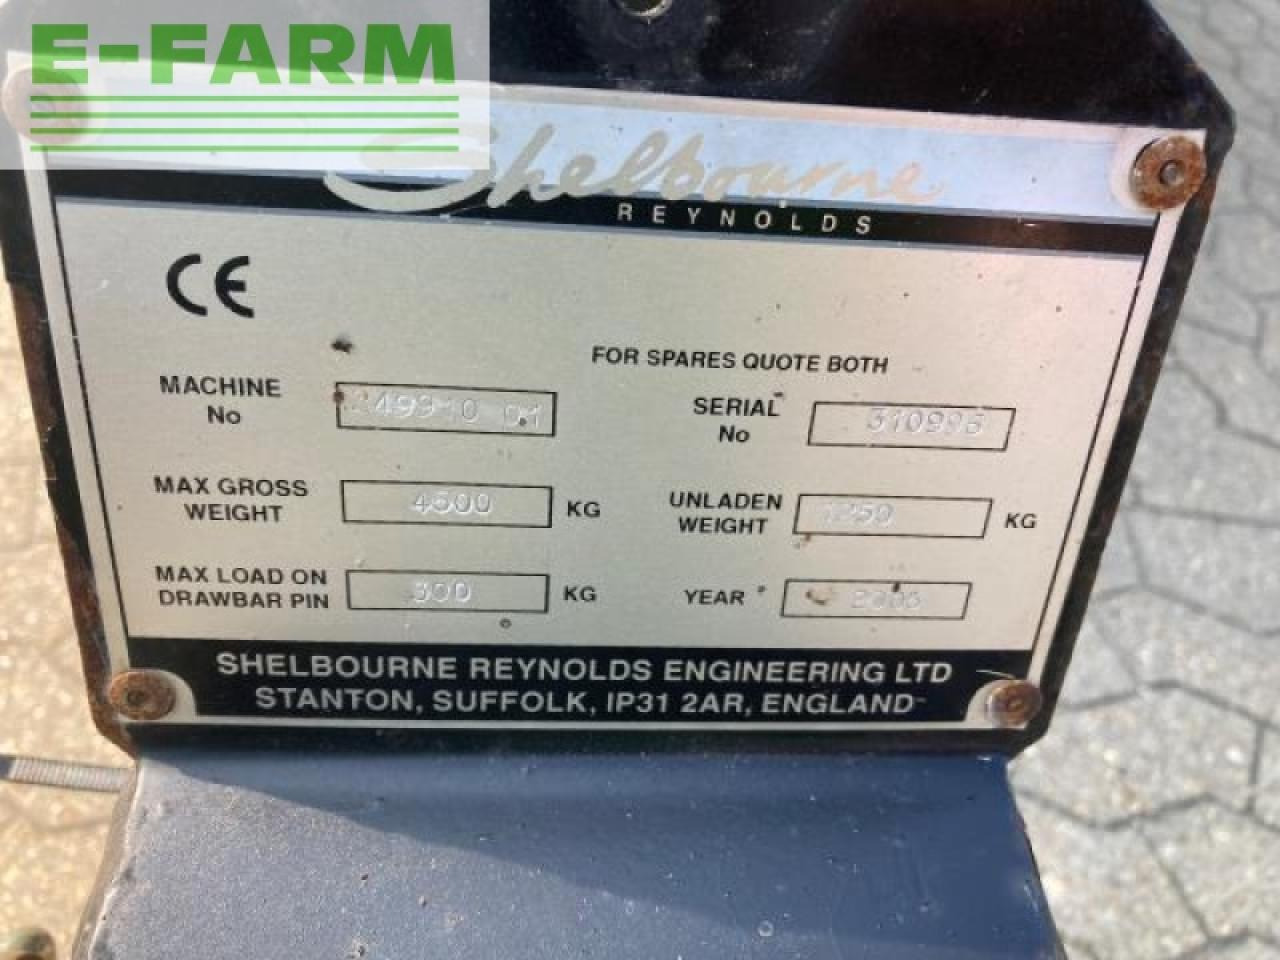 E-FARM
Shelbourne
REYNOLDS
CE
FOR SPARES QUOTE BOTH
MACHINE
No
SERIAL
No
MAX GROSS
WEIGHT
4500
KG
UNLADEN
WEIGHT
KG
MAX LOAD ON
DRAWBAR PIN
300
KG
YEAR
SHELBOURNE REYNOLDS ENGINEERING LTD
STANTON, SUFFOLK, IP31 2AR, ENGLAND